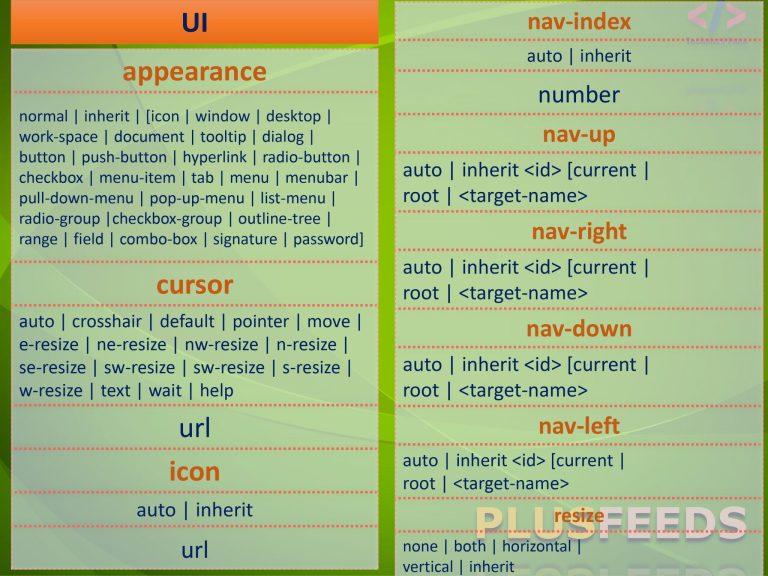 UI
appearance
normal | inherit | [icon | window | desktop |
work-space | document | tooltip | dialog |
button | push-button | hyperlink | radio-button |
checkbox | menu-item | tab | menu | menubar |
pull-down-menu | pop-up-menu | list-menu |
radio-group |checkbox-group | outline-tree |
range | field | combo-box | signature | password]
cursor
auto | crosshair | default | pointer | move |
e-resize | ne-resize | nw-resize | n-resize |
se-resize | sw-resize | sw-resize | s-resize |
w-resize | text | wait | help
url
icon
auto | inherit
url
nav-index
auto | inherit
number
nav-up
auto | inherit <id> [current |
root | <target-name>
nav-right
auto | inherit <id> [current |
root | <target-name>
nav-down
auto | inherit <id> [current |
root | <target-name>
nav-left
auto | inherit <id> [current |
root | <target-name>
resize
PLUSFEEDS
none | both | horizontal |
vertical | inherit